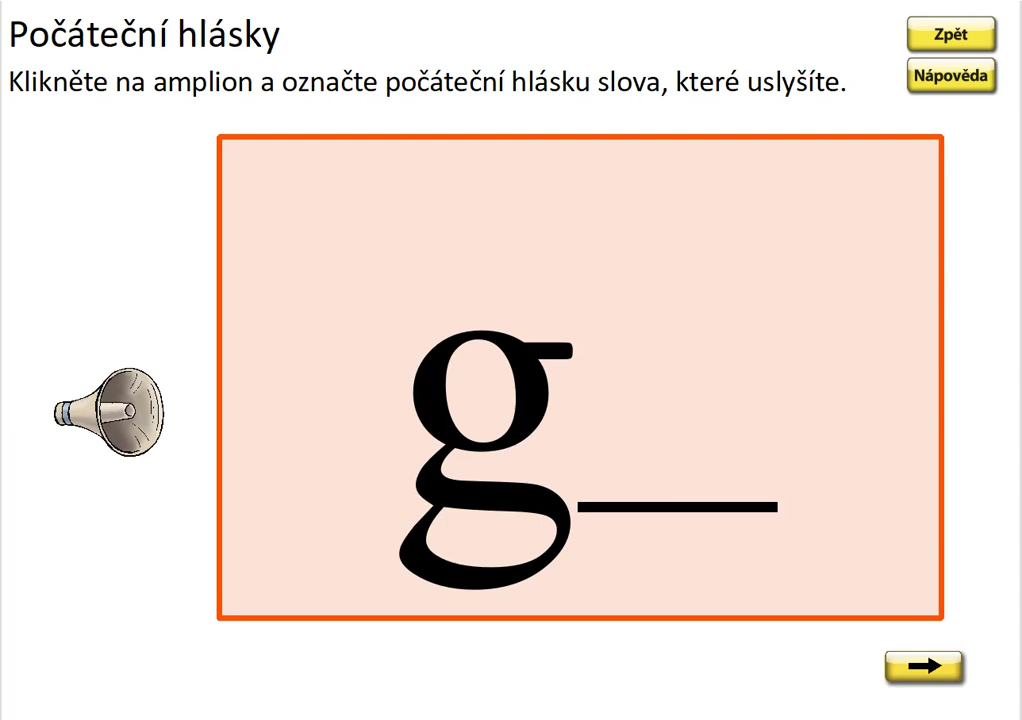 Počáteční hlásky
Zpět
Klikněte na amplion a označte počáteční hlásku slova, které uslyšíte.
Nápověda
g_